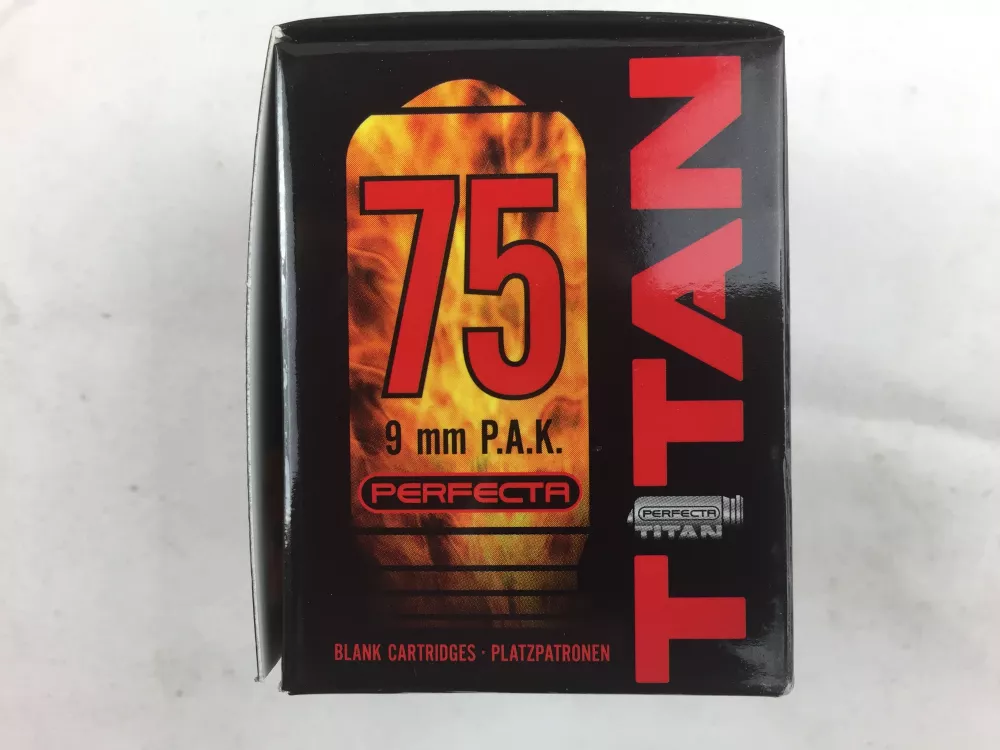 75
9 mm P.A.K.
PERFECTA
BLANK CARTRIDGES · PLATZPATRONEN
TITAN
PERFECTA
TITAN